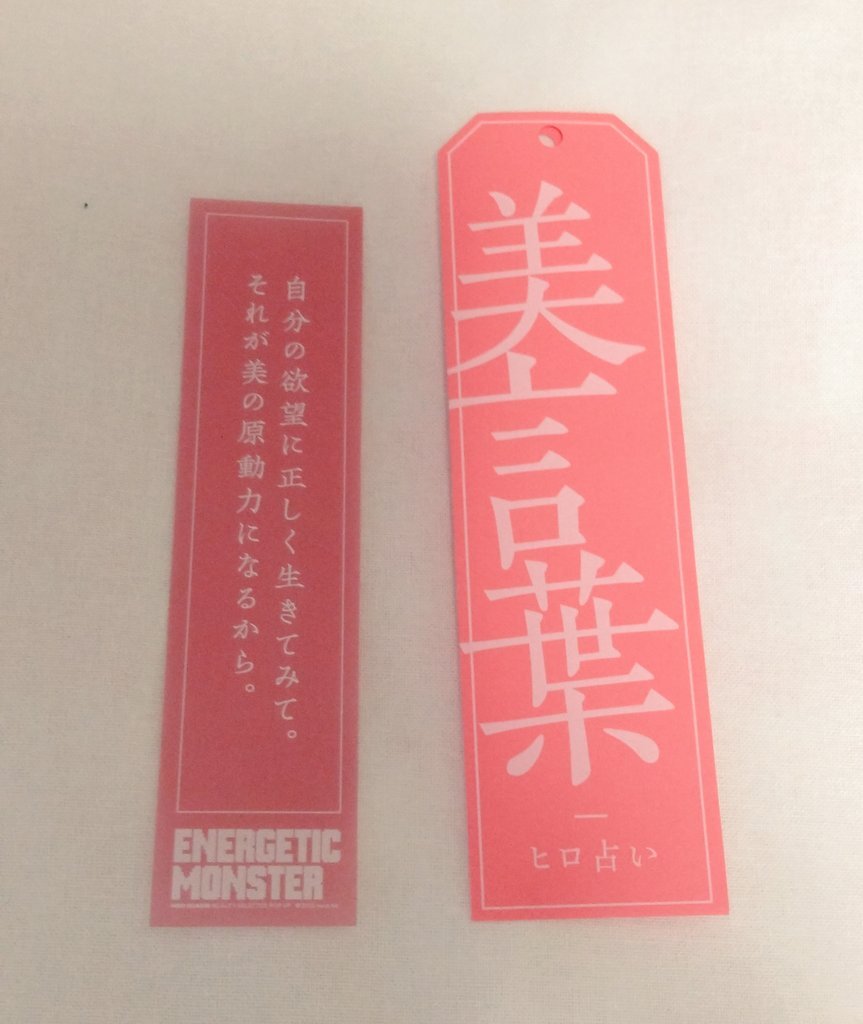 自分の欲望に正しく生きてみて。
それが美の原動力になるから。
ENERGETIC
MONSTER
美言葉
ヒロ占い